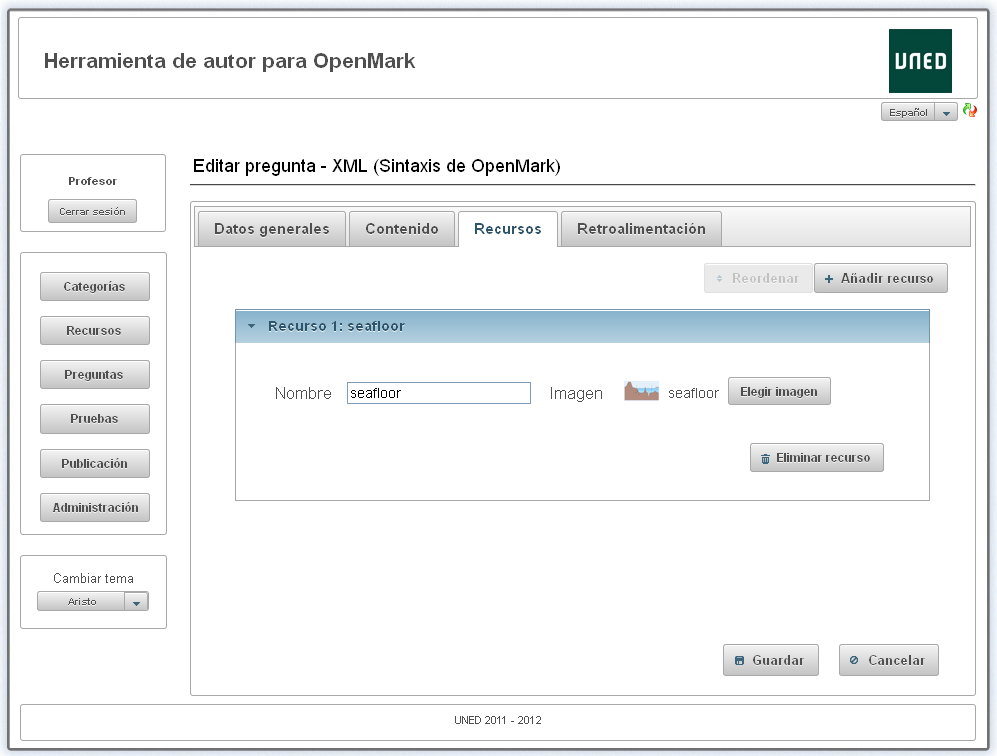 Herramienta de autor para OpenMark
UNED
Español
Profesor
Cerrar sesión
Categorías
Recursos
Preguntas
Pruebas
Publicación
Administración
Cambiar tema
Aristo
Editar pregunta - XML (Sintaxis de OpenMark)
Datos generales Contenido Recursos Retroalimentación
Reordenar Añadir recurso
Recurso 1: seafloor
Nombre seafloor Imagen seafloor Elegir imagen
Eliminar recurso
Guardar Cancelar
UNED 2011 - 2012